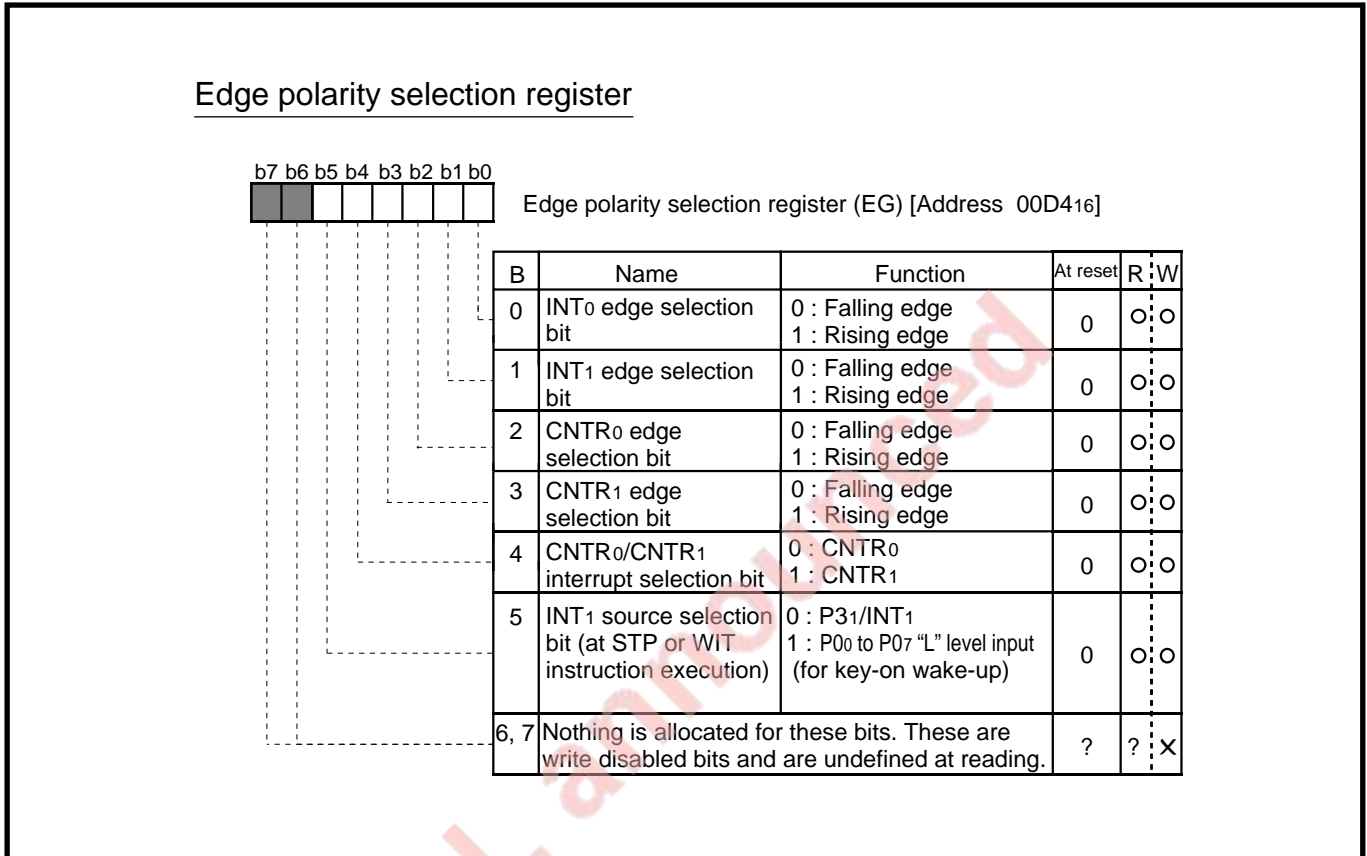 Edge polarity selection register
b7 b6 b5 b4 b3 b2 b1 b0
Edge polarity selection register (EG) [Address 00D416]
B Name Function At reset R W
0 INT0 edge selection bit 0 : Falling edge 1 : Rising edge 0 O O
1 INT1 edge selection bit 0 : Falling edge 1 : Rising edge 0 O O
2 CNTR0 edge selection bit 0 : Falling edge 1 : Rising edge 0 O O
3 CNTR1 edge selection bit 0 : Falling edge 1 : Rising edge 0 O O
4 CNTR0/CNTR1 interrupt selection bit 0 : CNTR0 1 : CNTR1 0 O O
5 INT1 source selection bit (at STP or WIT instruction execution) 0 : P31/INT1 1 : P00 to P07 “L” level input (for key-on wake-up) 0 O O
6, 7 Nothing is allocated for these bits. These are write disabled bits and are undefined at reading. ? ? X
announced